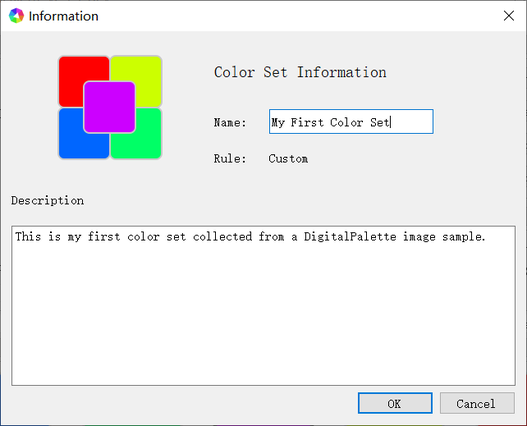 Information
Color Set Information
Name: My First Color Set
Rule: Custom
Description
This is my first color set collected from a DigitalPalette image sample.
OK Cancel